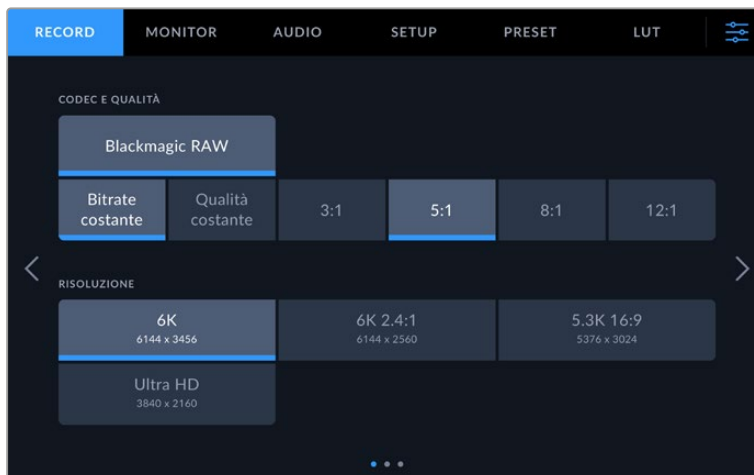 RECORD MONITOR AUDIO SETUP PRESET LUT
CODEC E QUALITÀ
Blackmagic RAW
Bitrate costante Qualità costante 3:1 5:1 8:1 12:1
RISOLUZIONE
6K 6K 2.4:1 5.3K 16:9
6144 x 3456 6144 x 2560 5376 x 3024
Ultra HD
3840 x 2160